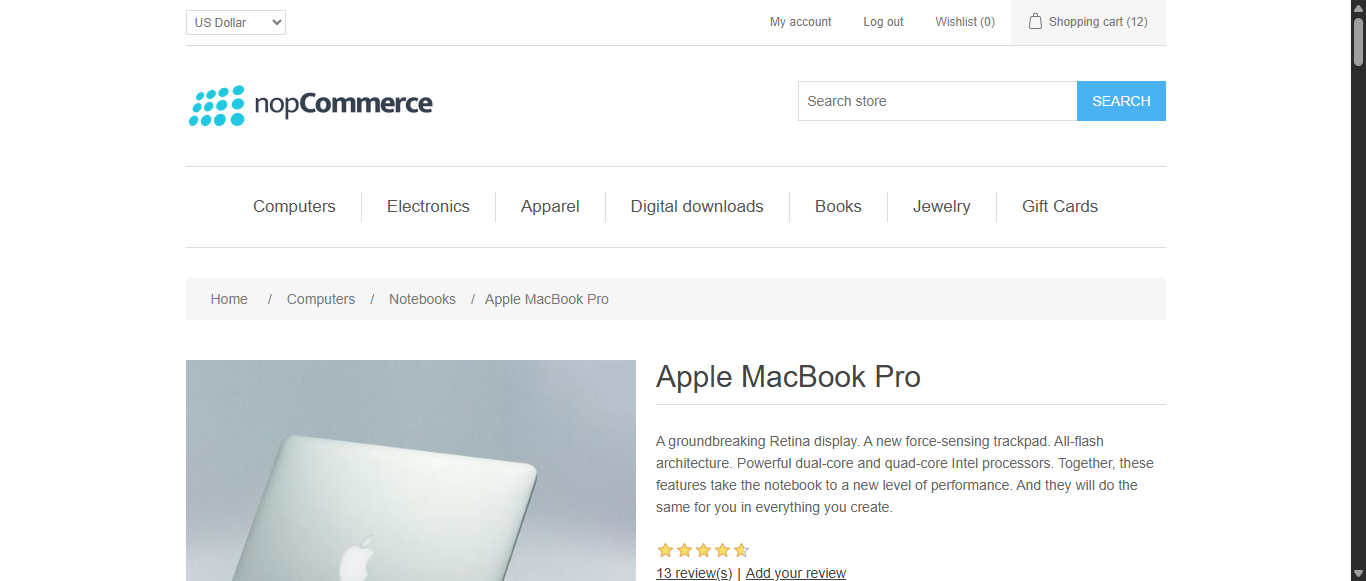 US Dollar
My account
Log out
Wishlist (0)
Shopping cart (12)
nopCommerce
Search store
SEARCH
Computers
Electronics
Apparel
Digital downloads
Books
Jewelry
Gift Cards
Home / Computers / Notebooks / Apple MacBook Pro
Apple MacBook Pro
A groundbreaking Retina display. A new force-sensing trackpad. All-flash
architecture. Powerful dual-core and quad-core Intel processors. Together, these
features take the notebook to a new level of performance. And they will do the
same for you in everything you create.
13 review(s) | Add your review